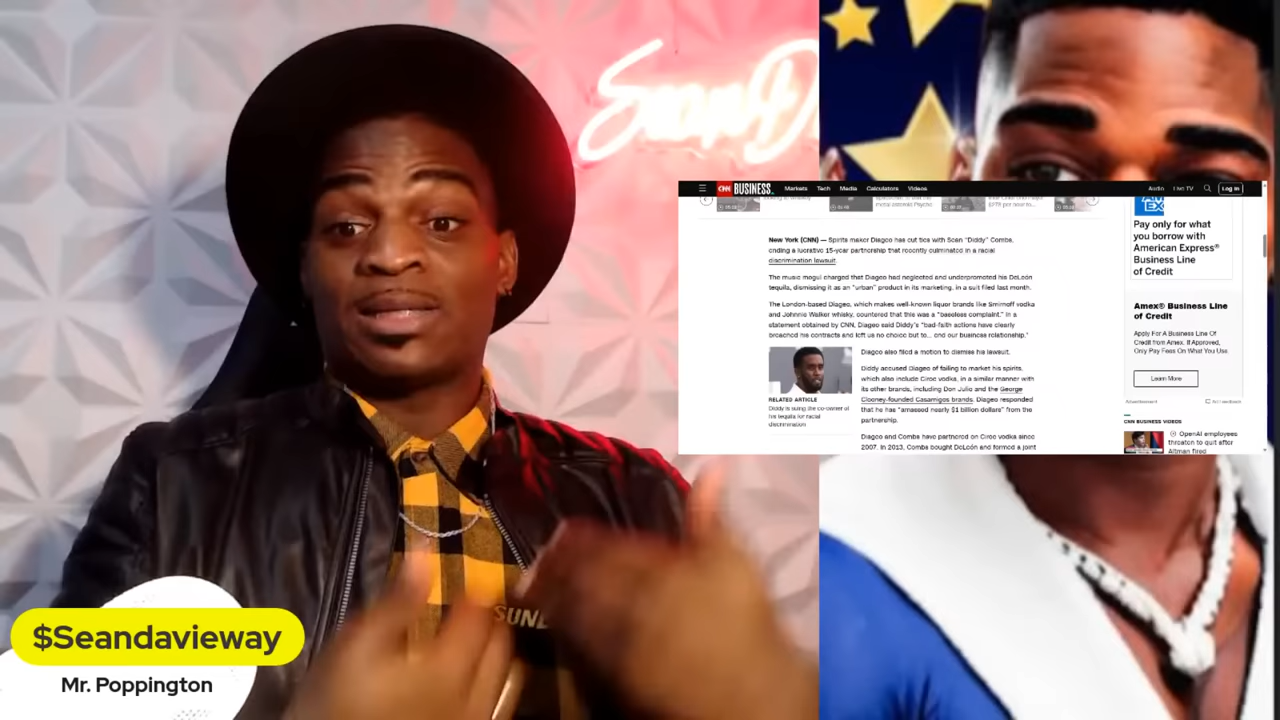 Sean D
$Seandavieway
Mr. Poppington
SUN
CNN BUSINESS
Markets Tech Media Calculators Videos
Audio Live TV Log In
New York (CNN) — Spirits maker Diageo has cut ties with Sean "Diddy" Combs,
ending a lucrative 15-year partnership that recently culminated in a racial
discrimination lawsuit.
The music mogul charged that Diageo had neglected and underpromoted his DeLeón
tequila, dismissing it as an "urban" product in its marketing, in a suit filed last month.
The London-based Diageo, which makes well-known liquor brands like Smirnoff vodka
and Johnnie Walker whisky, countered that this was a "baseless complaint." In a
statement obtained by CNN, Diageo said Diddy's "bad-faith actions have clearly
breached his contracts and left us no choice but to... end our business relationship."
RELATED ARTICLE
Diddy is suing the co-owner of
his tequila for racial
discrimination
Diageo also filed a motion to dismiss his lawsuit.
Diddy accused Diageo of failing to market his spirits,
which also include Ciroc vodka, in a similar manner with
its other brands, including Don Julio and the George
Clooney-founded Casamigos brands. Diageo responded
that he has "amassed nearly $1 billion dollars" from the
partnership.
Diageo and Combs have partnered on Ciroc vodka since
2007. In 2013, Combs bought DeLeón and formed a joint
Pay only for what
you borrow with
American Express®
Business Line
of Credit
Amex® Business Line
of Credit
Apply For A Business Line Of
Credit from Amex. If Approved,
Only Pay Fees On What You Use
Learn More
Advertisement Ad Feedback
CNN BUSINESS VIDEOS
OpenAI employees
threaten to quit after
Altman fired